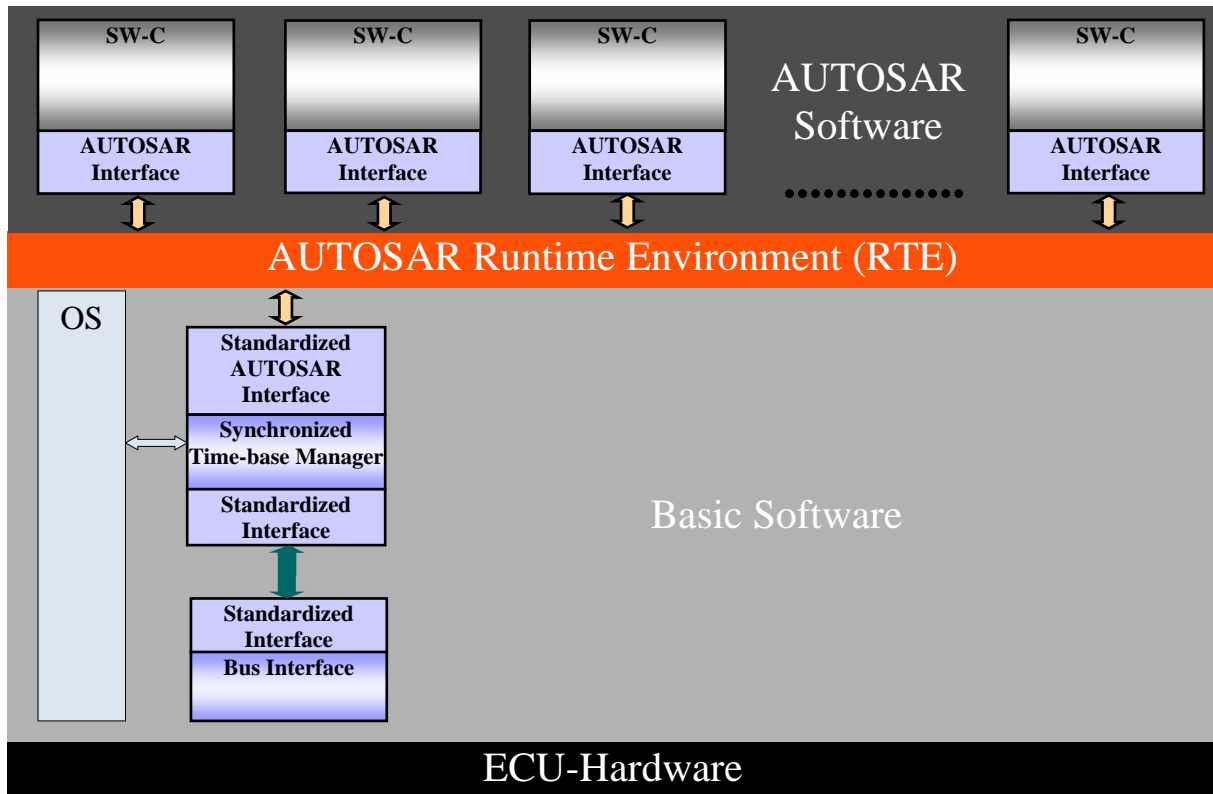 SW-C
SW-C
SW-C
SW-C
AUTOSAR
Software
AUTOSAR
Interface
AUTOSAR
Interface
AUTOSAR
Interface
AUTOSAR
Interface
..............
AUTOSAR Runtime Environment (RTE)
OS
Standardized
AUTOSAR
Interface
Synchronized
Time-base Manager
Standardized
Interface
Basic Software
Standardized
Interface
Bus Interface
ECU-Hardware